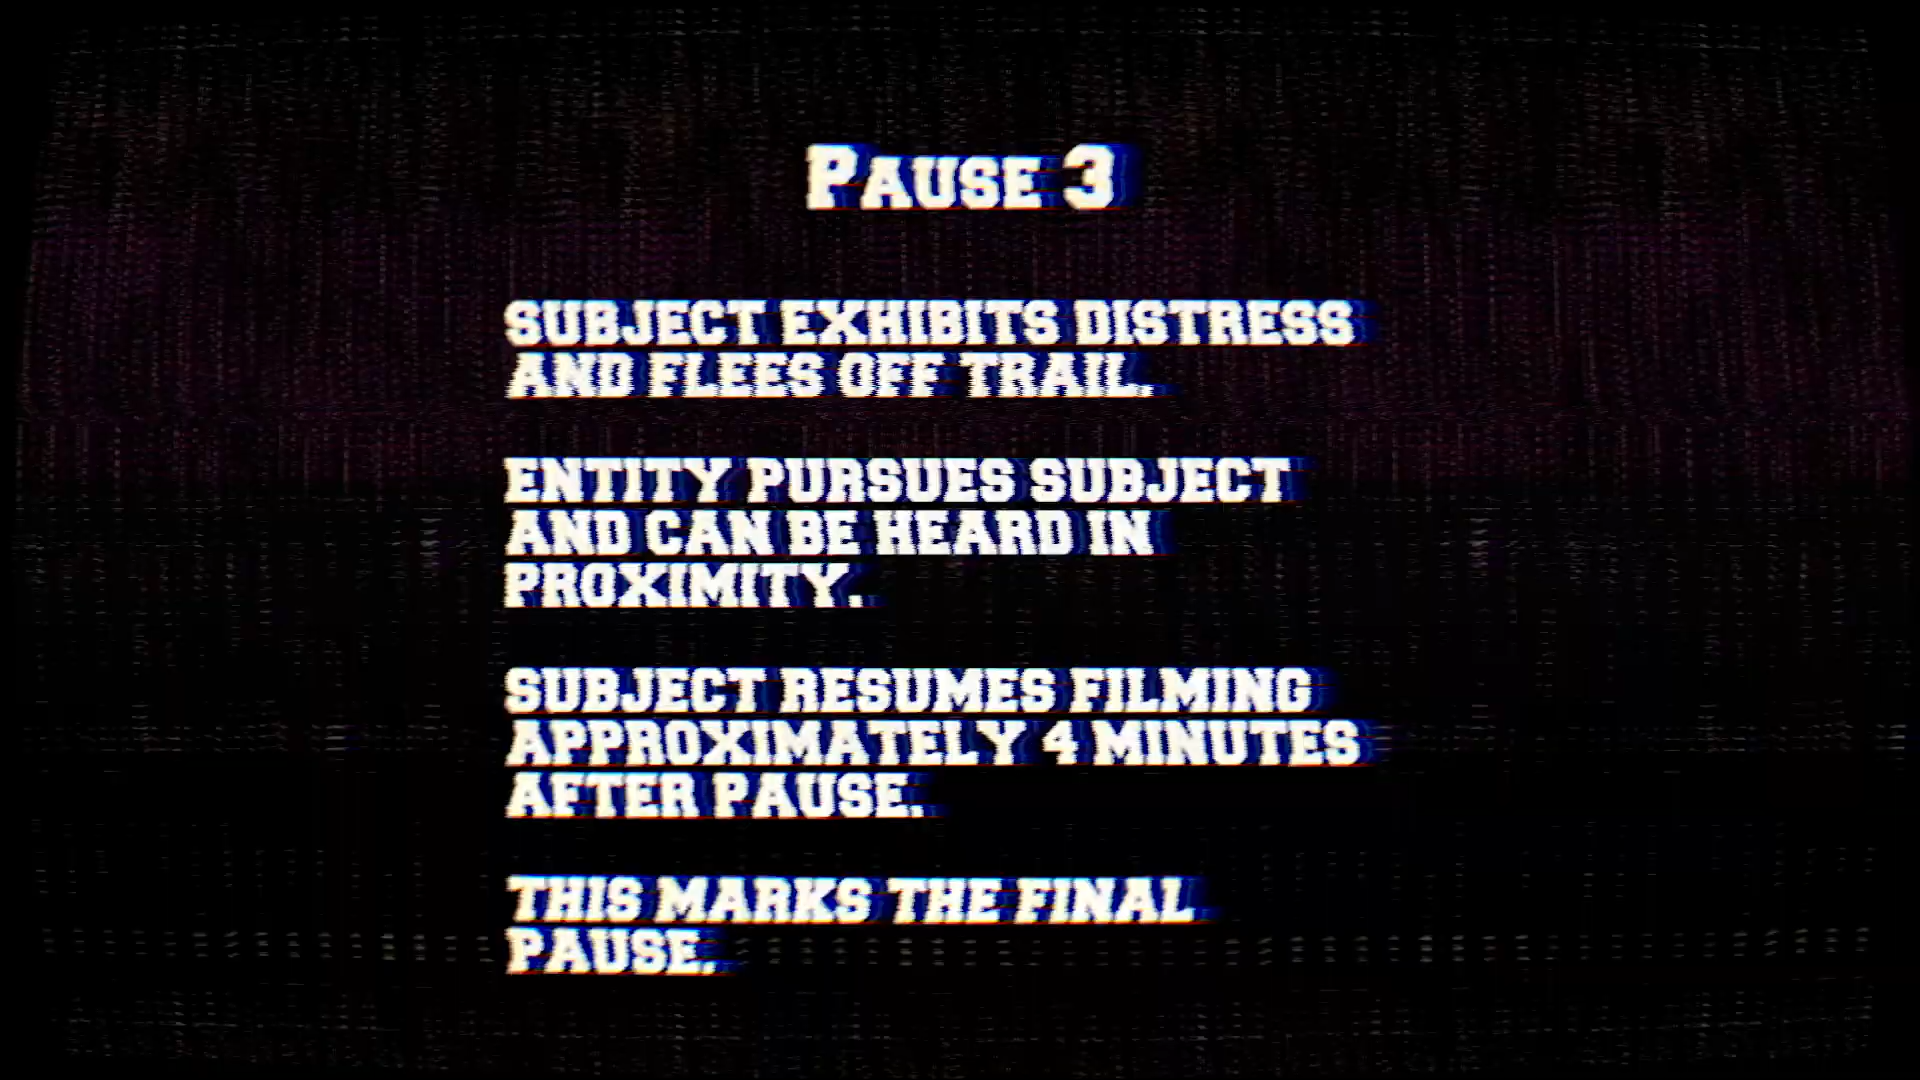 PAUSE 3
SUBJECT EXHIBITS DISTRESS
AND FLEES OFF TRAIL.
ENTITY PURSUES SUBJECT
AND CAN BE HEARD IN
PROXIMITY.
SUBJECT RESUMES FILMING
APPROXIMATELY 4 MINUTES
AFTER PAUSE.
THIS MARKS THE FINAL
PAUSE.